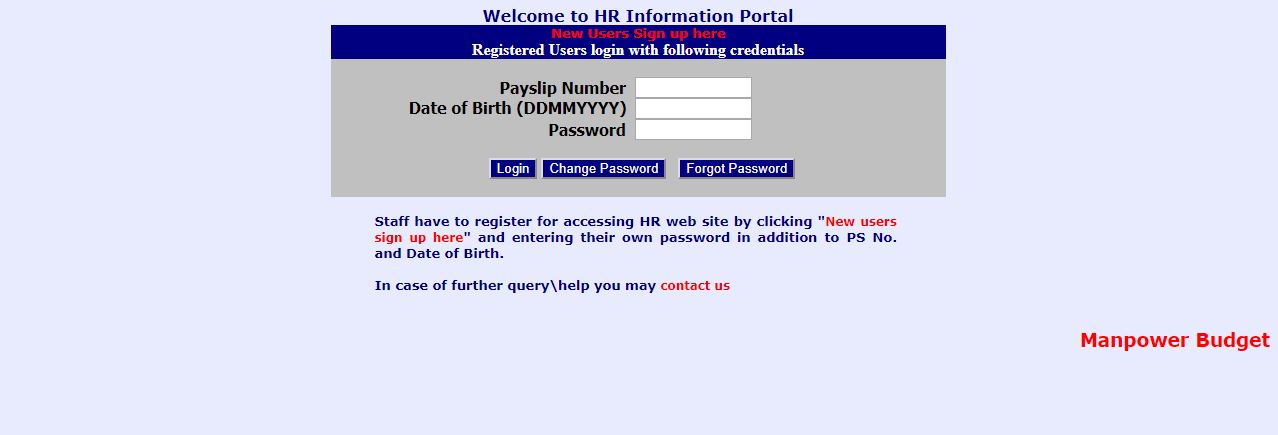 Welcome to HR Information Portal
New Users Sign up here
Registered Users login with following credentials
Payslip Number
Date of Birth (DDMMYYYY)
Password
Login Change Password Forgot Password
Staff have to register for accessing HR web site by clicking "New users
sign up here" and entering their own password in addition to PS No.
and Date of Birth.
In case of further query\help you may contact us
Manpower Budget